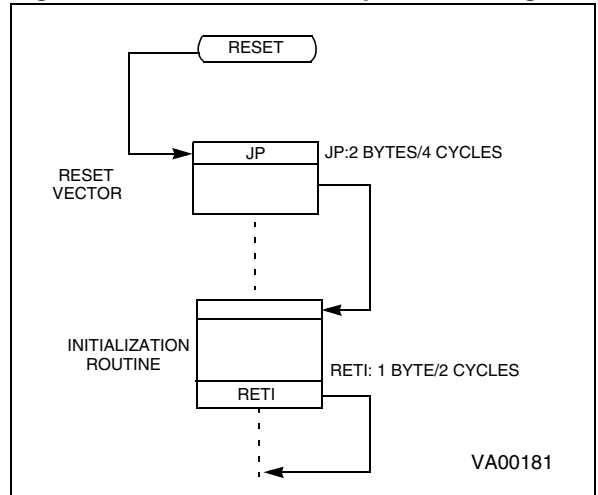 RESET
JP
JP:2 BYTES/4 CYCLES
RESET
VECTOR
INITIALIZATION
ROUTINE
RETI: 1 BYTE/2 CYCLES
RETI
VA00181